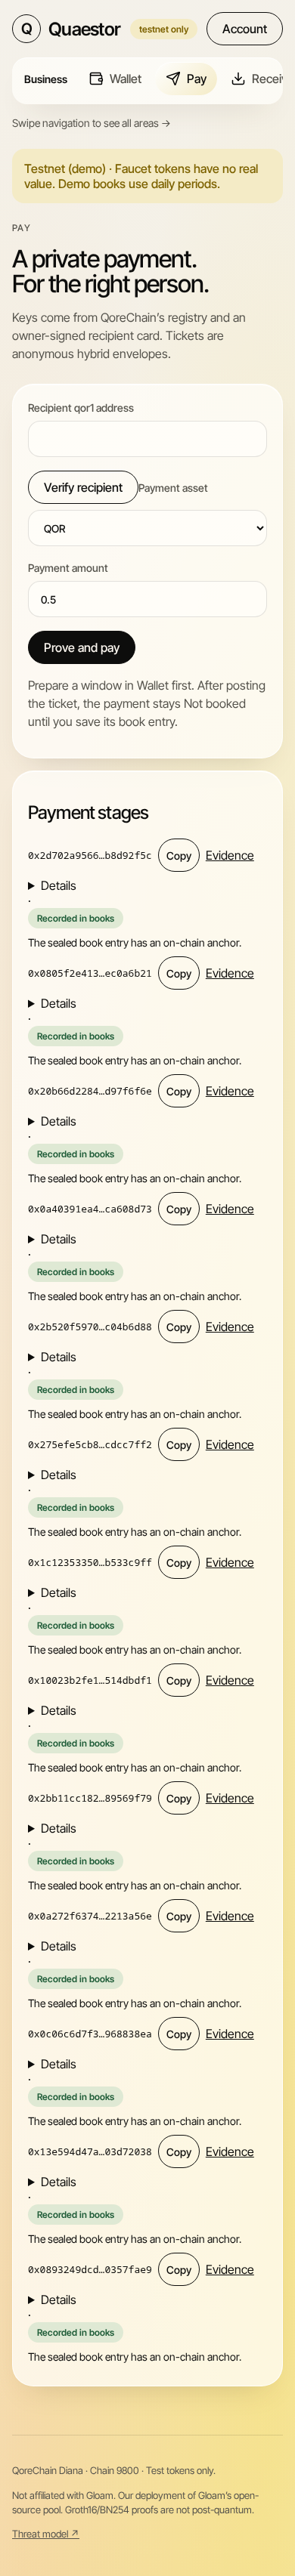 Q Quaestor testnet only Account
Business Wallet Pay Receiv
Swipe navigation to see all areas →
Testnet (demo) · Faucet tokens have no real
value. Demo books use daily periods.
PAY
A private payment.
For the right person.
Keys come from QoreChain's registry and an
owner-signed recipient card. Tickets are
anonymous hybrid envelopes.
Recipient qor1 address
Verify recipient Payment asset
QOR
Payment amount
0.5
Prove and pay
Prepare a window in Wallet first. After posting
the ticket, the payment stays Not booked
until you save its book entry.
Payment stages
0x2d702a9566…b8d92f5c Copy Evidence
▶ Details
·
Recorded in books
The sealed book entry has an on-chain anchor.
0x0805f2e413…ec0a6b21 Copy Evidence
▶ Details
·
Recorded in books
The sealed book entry has an on-chain anchor.
0x20b66d2284…d97f6f6e Copy Evidence
▶ Details
·
Recorded in books
The sealed book entry has an on-chain anchor.
0x0a40391ea4…ca608d73 Copy Evidence
▶ Details
·
Recorded in books
The sealed book entry has an on-chain anchor.
0x2b520f5970…c04b6d88 Copy Evidence
▶ Details
·
Recorded in books
The sealed book entry has an on-chain anchor.
0x275efe5cb8…cdcc7ff2 Copy Evidence
▶ Details
·
Recorded in books
The sealed book entry has an on-chain anchor.
0x1c12353350…b533c9ff Copy Evidence
▶ Details
·
Recorded in books
The sealed book entry has an on-chain anchor.
0x10023b2fe1…514dbdf1 Copy Evidence
▶ Details
·
Recorded in books
The sealed book entry has an on-chain anchor.
0x2bb11cc182…89569f79 Copy Evidence
▶ Details
·
Recorded in books
The sealed book entry has an on-chain anchor.
0x0a272f6374…2213a56e Copy Evidence
▶ Details
·
Recorded in books
The sealed book entry has an on-chain anchor.
0x0c06c6d7f3…968838ea Copy Evidence
▶ Details
·
Recorded in books
The sealed book entry has an on-chain anchor.
0x13e594d47a…03d72038 Copy Evidence
▶ Details
·
Recorded in books
The sealed book entry has an on-chain anchor.
0x0893249dcd…0357fae9 Copy Evidence
▶ Details
·
Recorded in books
The sealed book entry has an on-chain anchor.
QoreChain Diana · Chain 9800 · Test tokens only.
Not affiliated with Gloam. Our deployment of Gloam's open-
source pool. Groth16/BN254 proofs are not post-quantum.
Threat model ↗